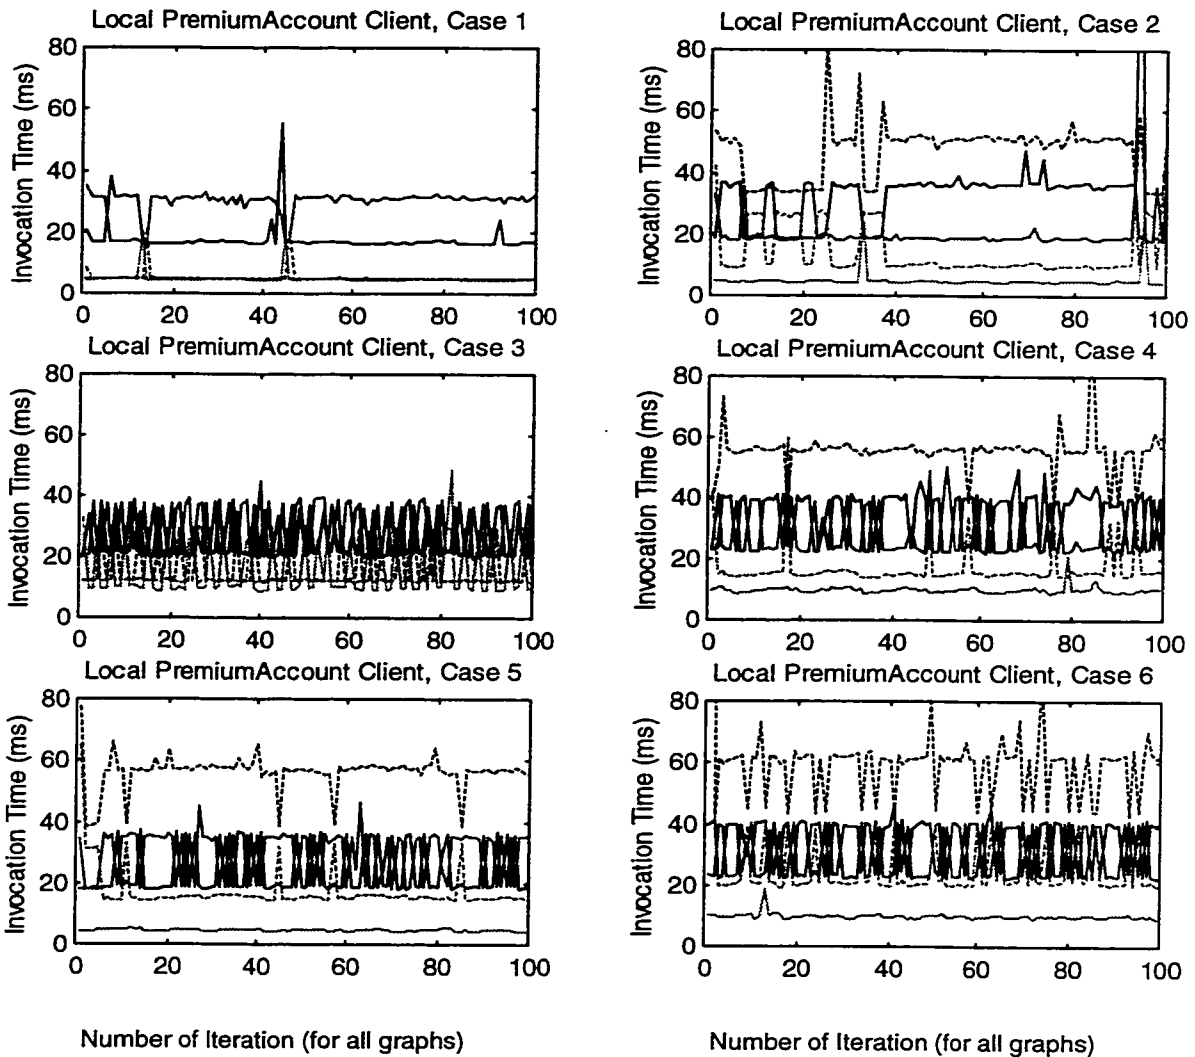 Local PremiumAccount Client, Case 1
Invocation Time (ms)
80
60
40
20
0
0 20 40 60 80 100
Local PremiumAccount Client, Case 2
Invocation Time (ms)
80
60
40
20
0
0 20 40 60 80 100
Local PremiumAccount Client, Case 3
Invocation Time (ms)
80
60
40
20
0
0 20 40 60 80 100
Local PremiumAccount Client, Case 4
Invocation Time (ms)
80
60
40
20
0
0 20 40 60 80 100
Local PremiumAccount Client, Case 5
Invocation Time (ms)
80
60
40
20
0
0 20 40 60 80 100
Local PremiumAccount Client, Case 6
Invocation Time (ms)
80
60
40
20
0
0 20 40 60 80 100
Number of Iteration (for all graphs)
Number of Iteration (for all graphs)